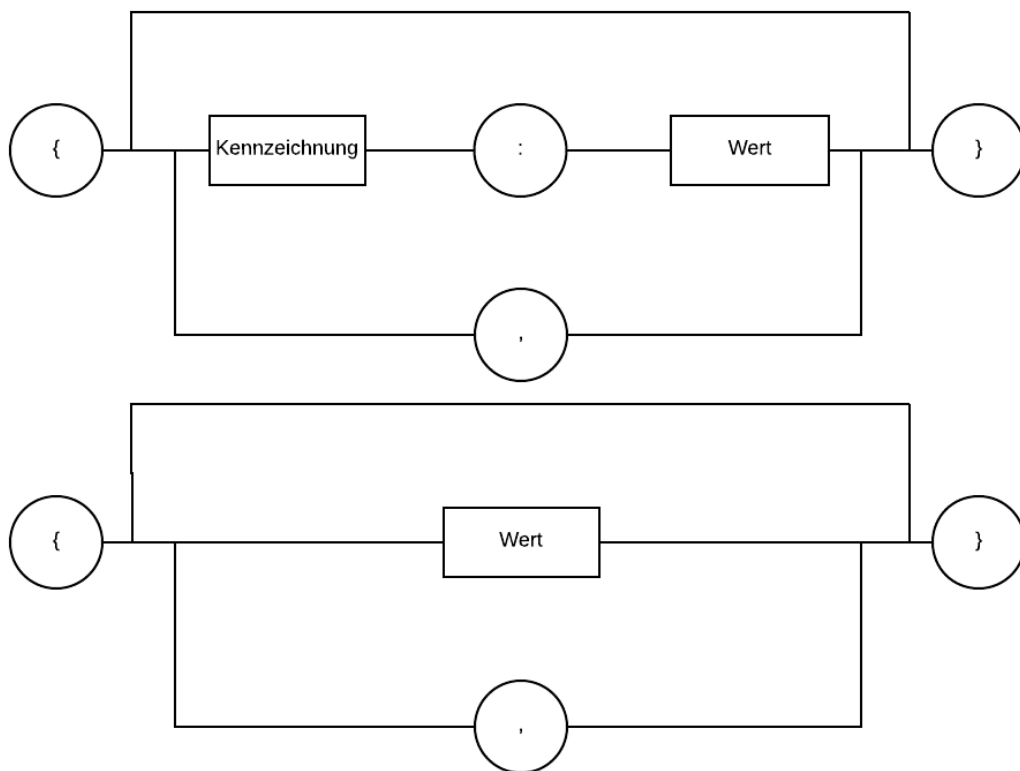 { Kennzeichnung : Wert }
,
{ Wert }
,